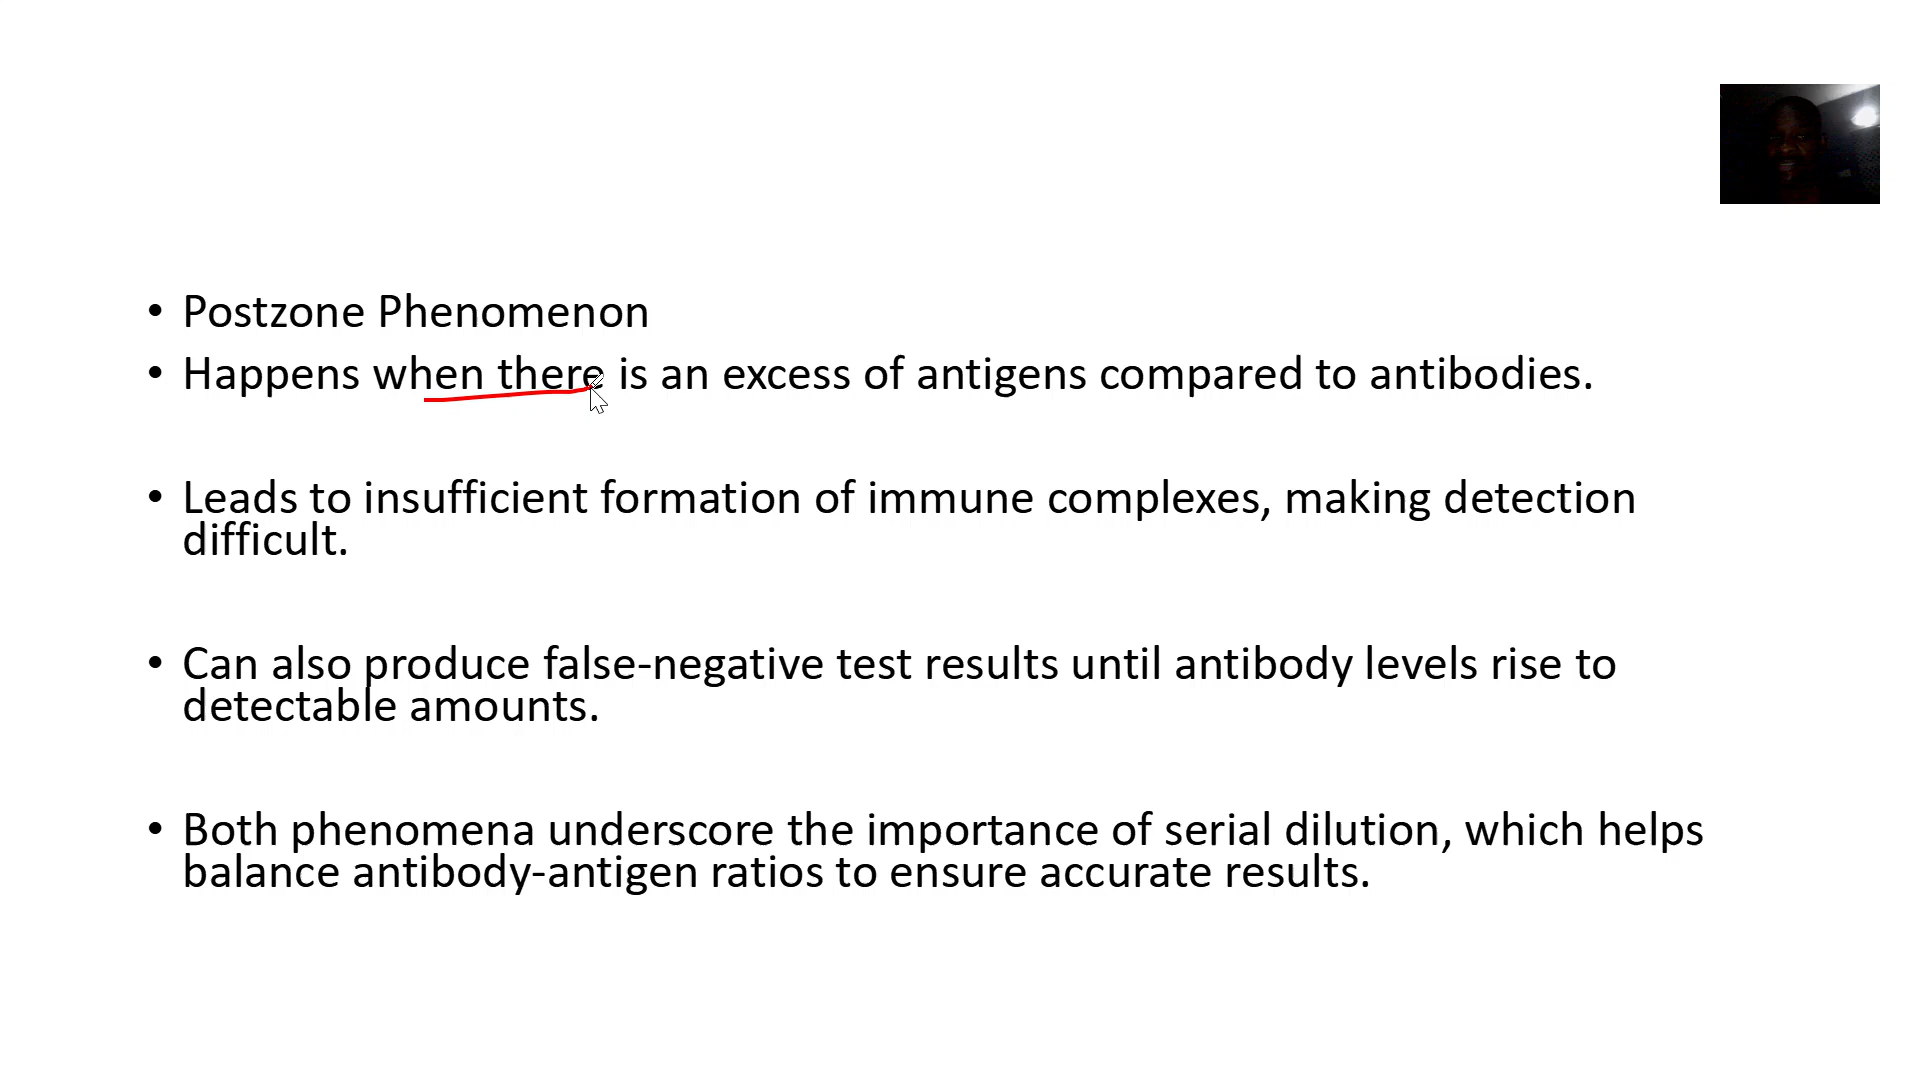 • Postzone Phenomenon
• Happens when there is an excess of antigens compared to antibodies.
• Leads to insufficient formation of immune complexes, making detection
difficult.
• Can also produce false-negative test results until antibody levels rise to
detectable amounts.
• Both phenomena underscore the importance of serial dilution, which helps
balance antibody-antigen ratios to ensure accurate results.